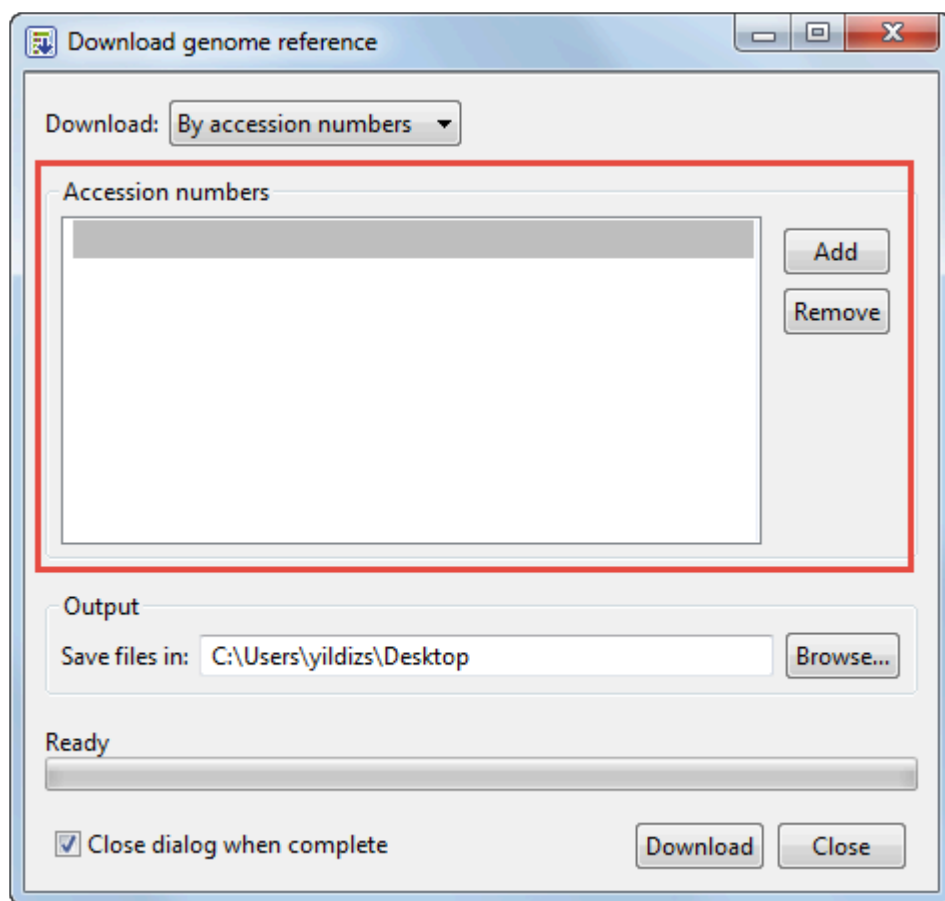 Download genome reference
Download: By accession numbers
Accession numbers
Add
Remove
Output
Save files in: C:\Users\yildizs\Desktop Browse...
Ready
Close dialog when complete Download Close